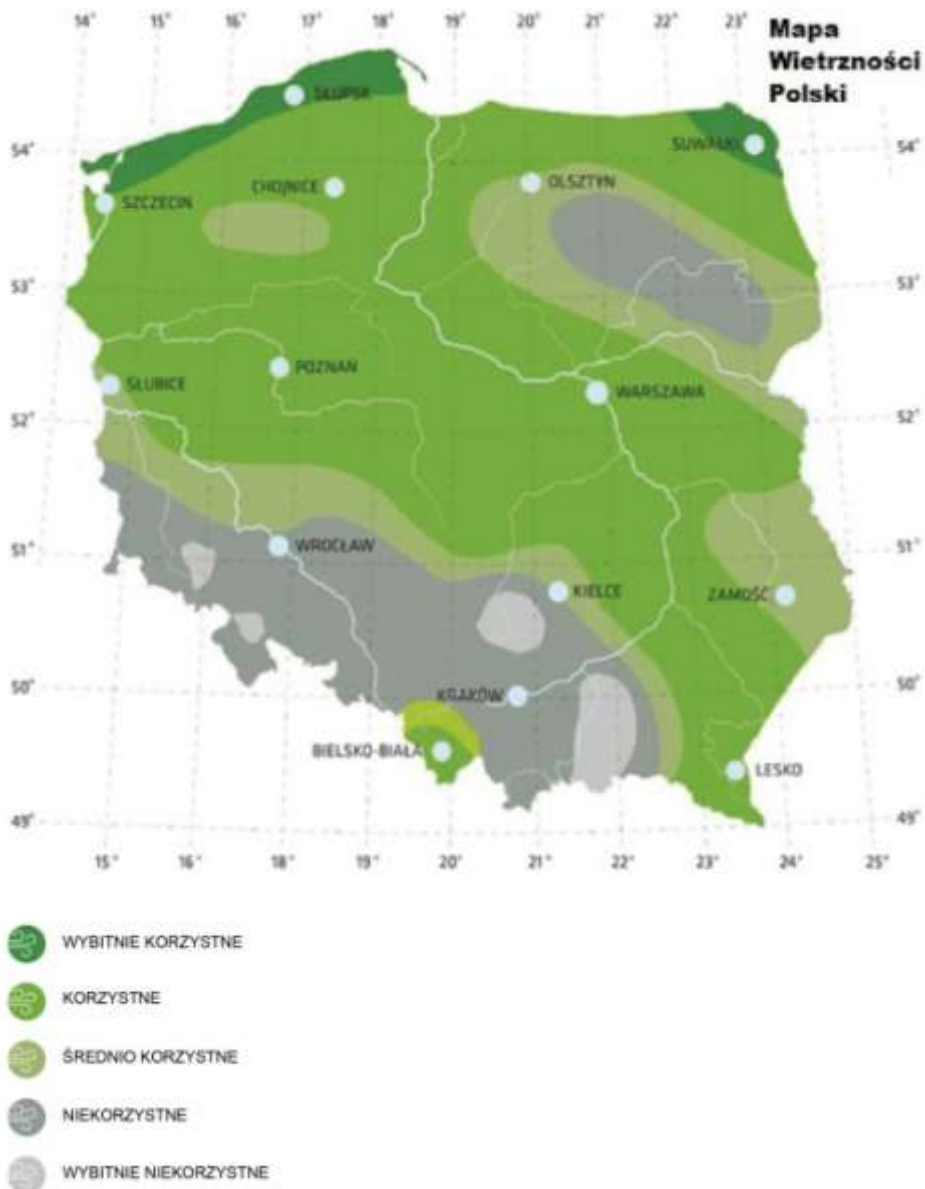 14° 15° 16° 17° 18° 19° 20° 21° 22° 23°
Mapa
Wietrzności
Polski
SŁUPSK
54° SUWAŁKI 54°
CHOJNICE OLSZTYN
SZCZECIN
53° 53°
POZNAŃ
SŁUBICE WARSZAWA
52° 52°
WROCŁAW
51° 51°
KIELCE ZAMOŚĆ
50° KRAKÓW 50°
BIELSKO-BIAŁA LESKO
49° 49°
15° 16° 17° 18° 19° 20° 21° 22° 23° 24° 25°
WYBITNIE KORZYSTNE
KORZYSTNE
ŚREDNIO KORZYSTNE
NIEKORZYSTNE
WYBITNIE NIEKORZYSTNE